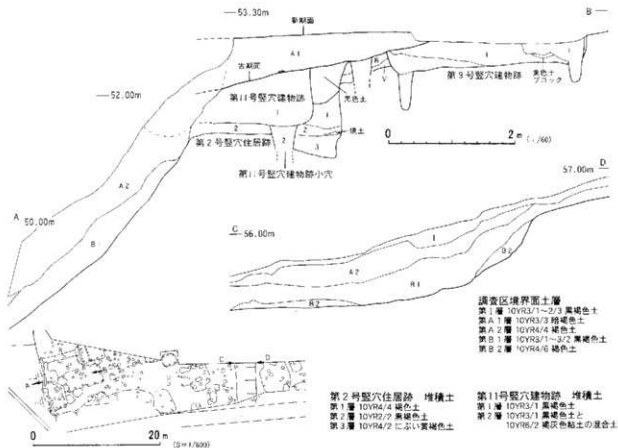 53.30m
B
新期面
A1
古期面
52.00m
第11号竪穴建物跡
黒色土
第9号竪穴建物跡
黒色土
ブロック
第2号竪穴住居跡
焼土
第11号竪穴建物跡小穴
0 2 m (1/60)
A 50.00m
A2
B
57.00m D
C 56.00m
I
A2
B1
B2
B2
調査区境界面土層
第I層 10YR3/1~2/3 黒褐色土
第A1層 10YR3/3 暗褐色土
第A2層 10YR4/4 褐色土
第B1層 10YR3/1~3/2 黒褐色土
第B2層 10YR4/6 褐色土
A
C
D
0 20 m (S=1/600)
第2号竪穴住居跡 堆積土
第1層 10YR4/4 褐色土
第2層 10YR2/2 黒褐色土
第3層 10YR4/2 にぶい黄褐色土
第11号竪穴建物跡 堆積土
第1層 10YR3/1 黒褐色土
第2層 10YR3/1 黒褐色土と
10YR6/2 褐灰色粘土の混合土